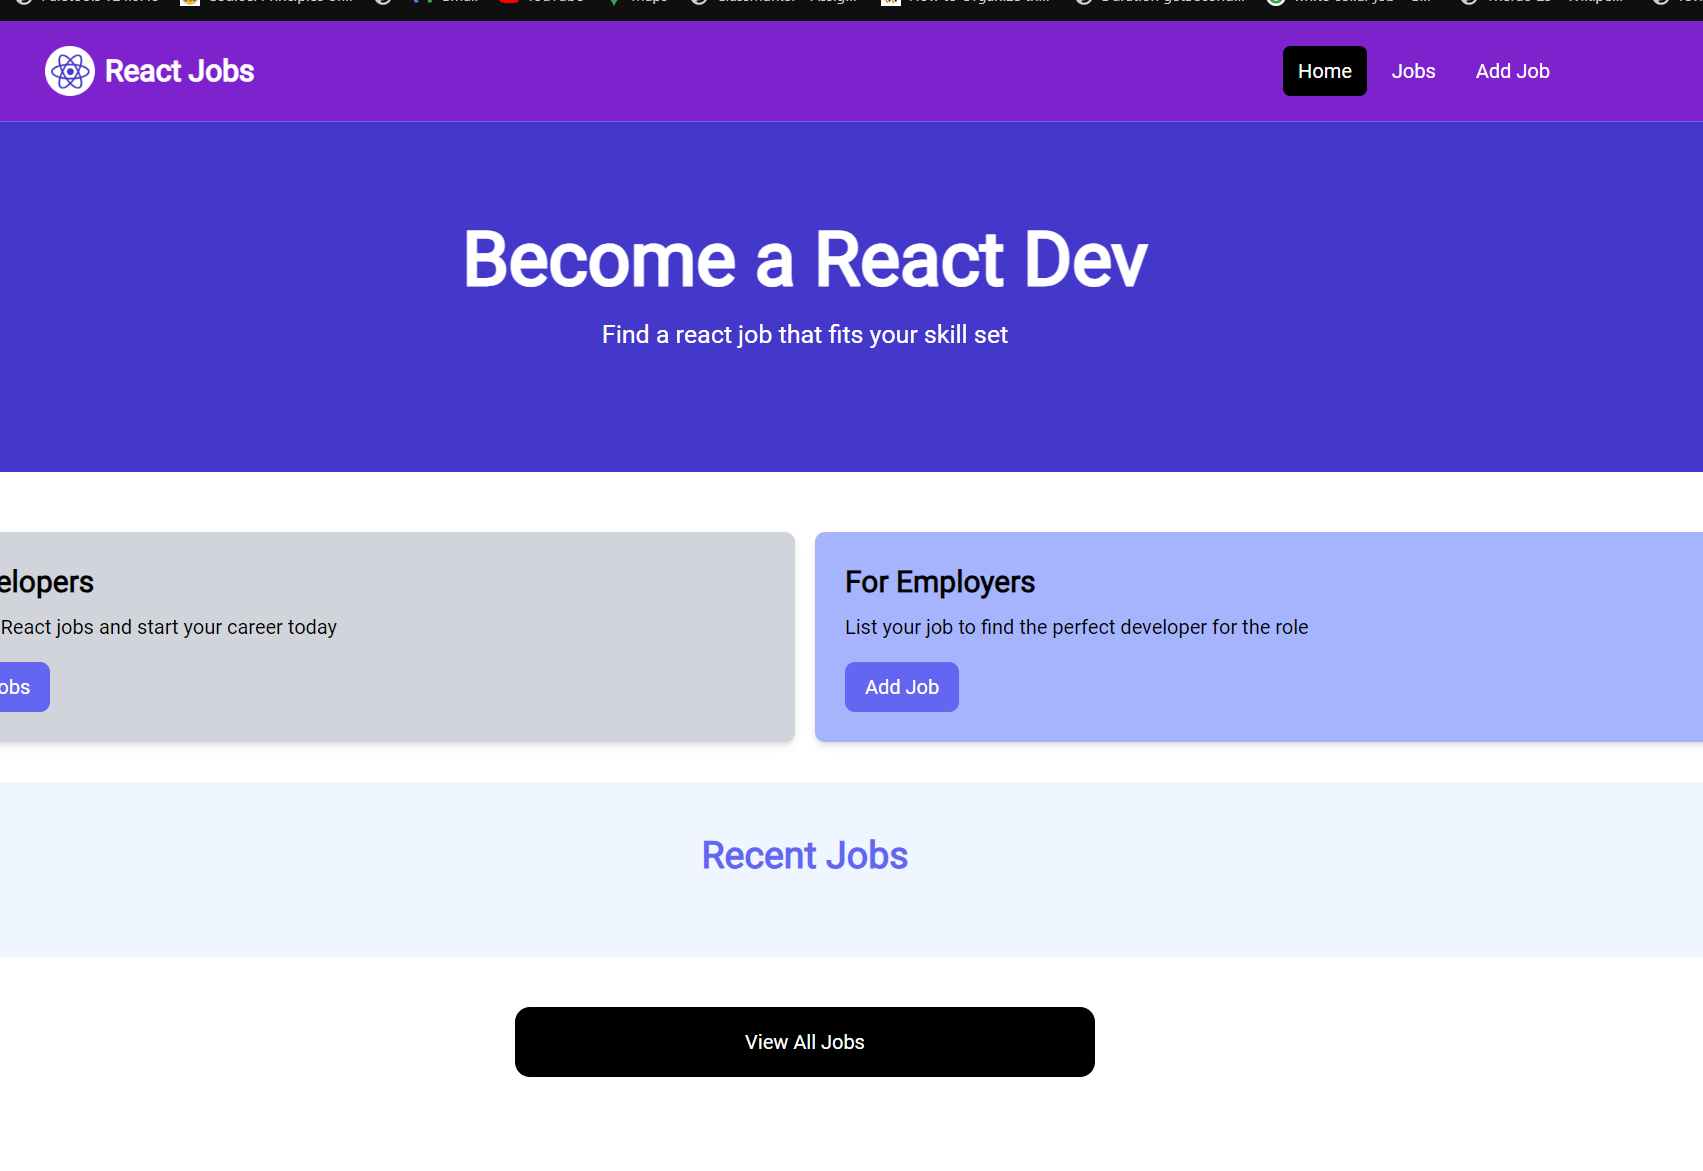 React Jobs
Home Jobs Add Job
Become a React Dev
Find a react job that fits your skill set
elopers
React jobs and start your career today
obs
For Employers
List your job to find the perfect developer for the role
Add Job
Recent Jobs
View All Jobs